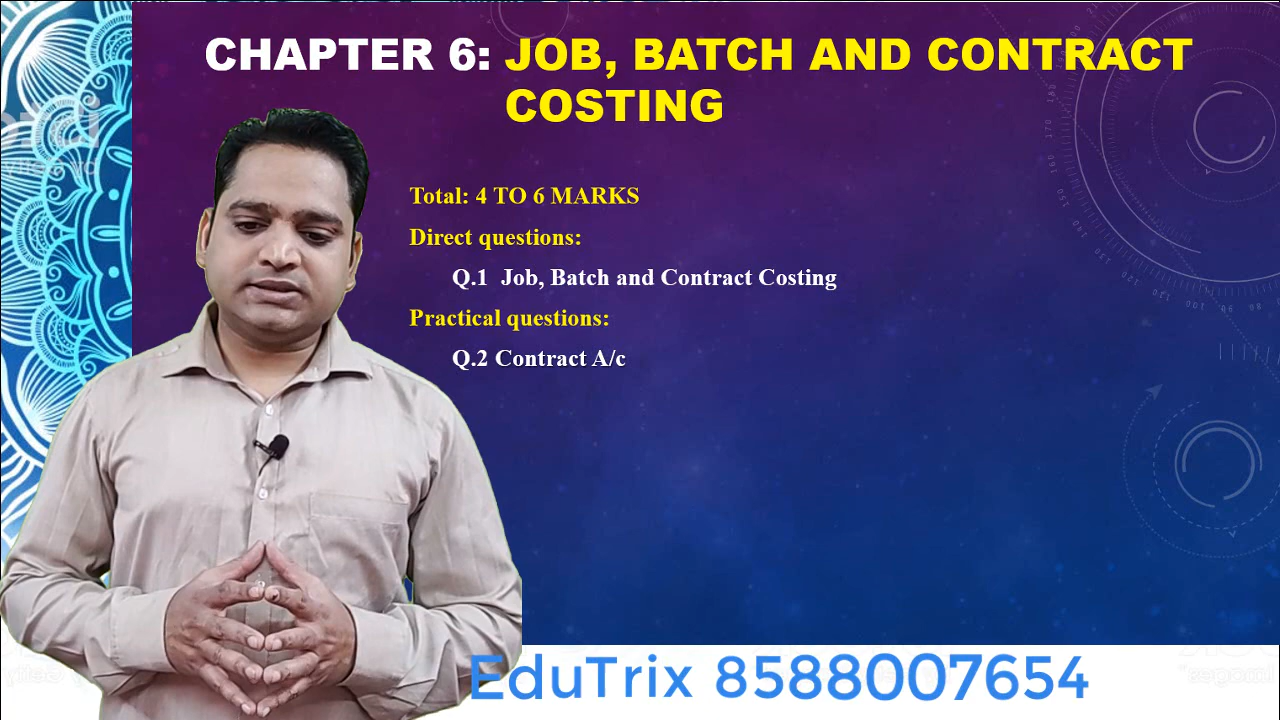 CHAPTER 6: JOB, BATCH AND CONTRACT
COSTING
Total: 4 TO 6 MARKS
Direct questions:
Q.1 Job, Batch and Contract Costing
Practical questions:
Q.2 Contract A/c
EduTrix 8588007654